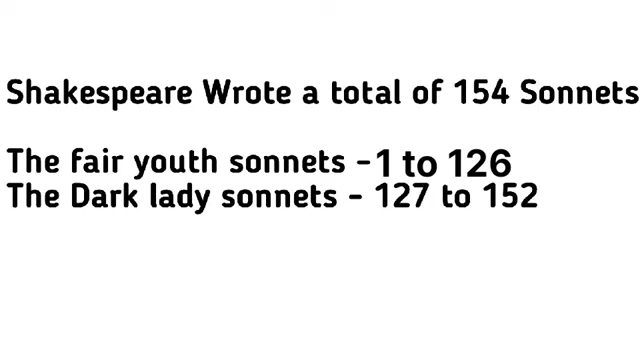 Shakespeare Wrote a total of 154 Sonnets
The fair youth sonnets - 1 to 126
The Dark lady sonnets - 127 to 152